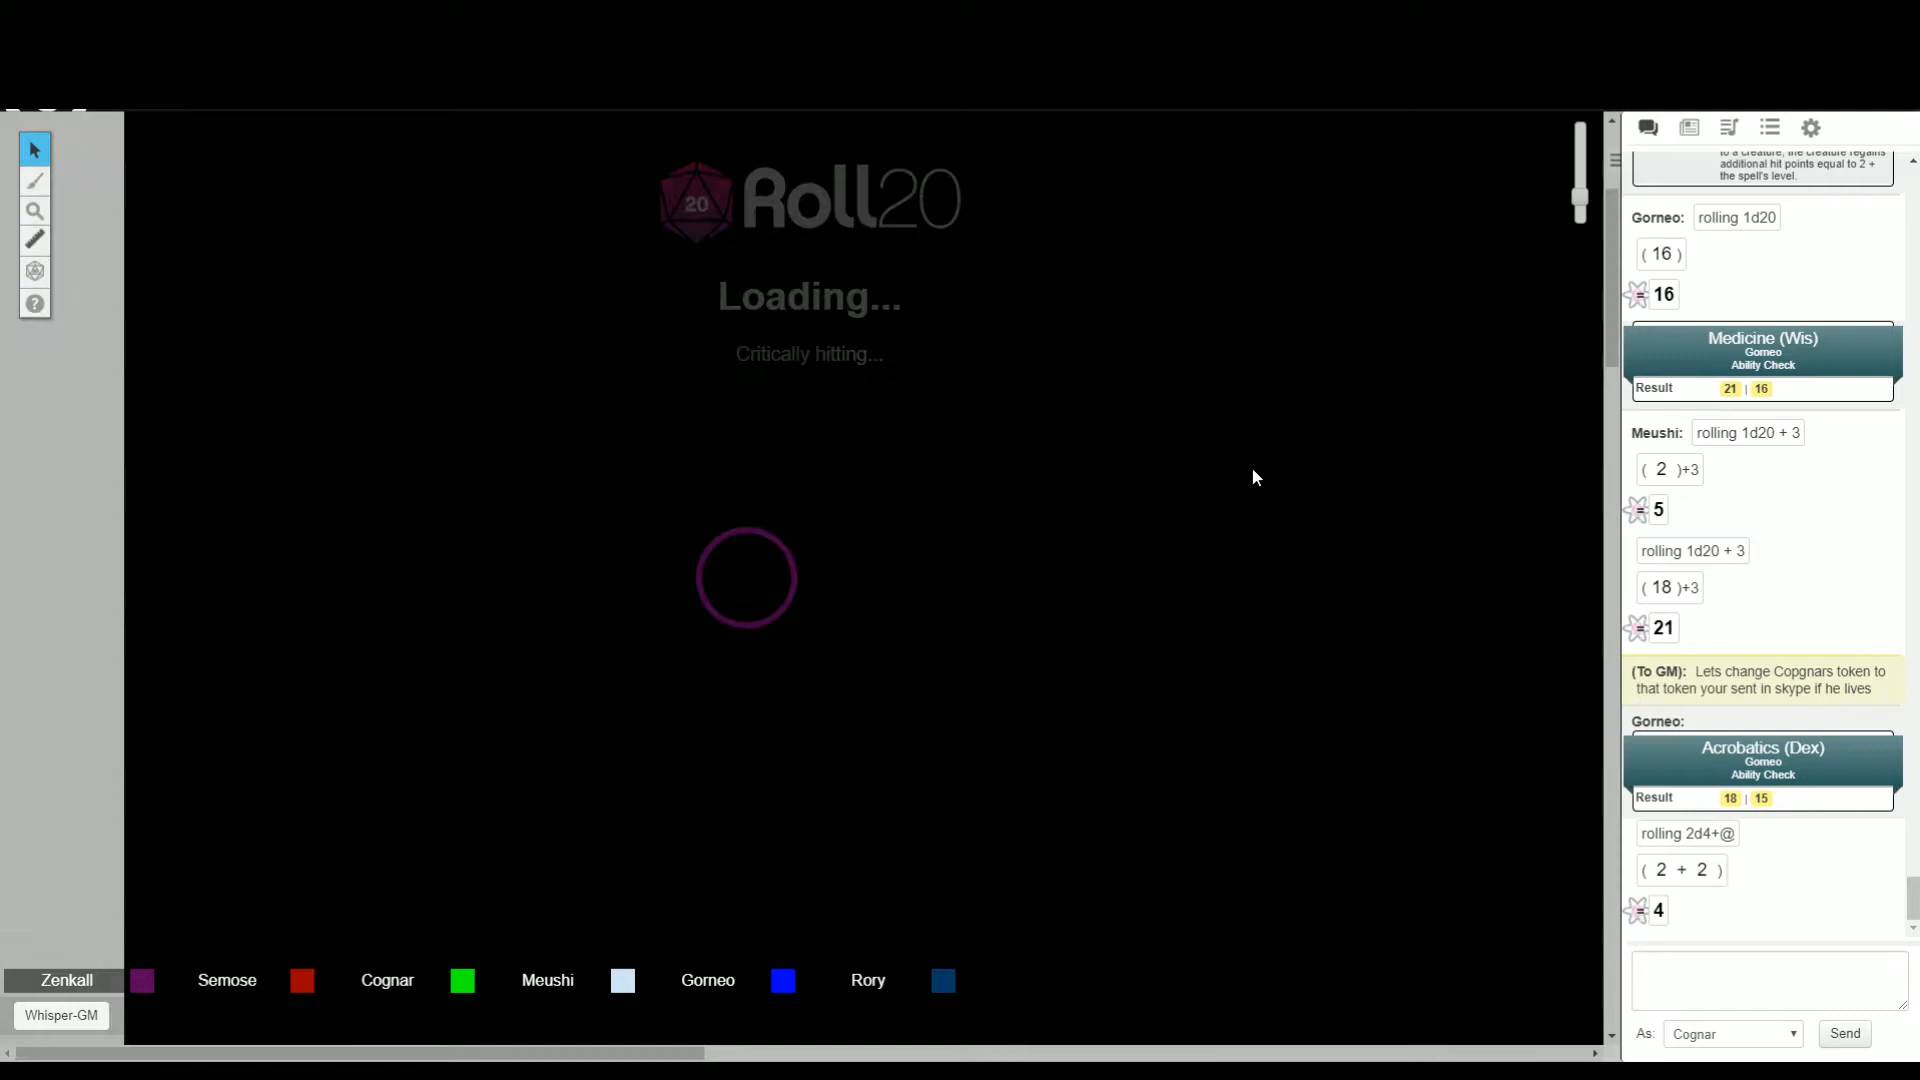 20 Roll20
Loading...
Critically hitting...
to a creature, the creature regains
additional hit points equal to 2 +
the spell's level.
Gorneo: rolling 1d20
( 16 )
= 16
Medicine (Wis)
Gorneo
Ability Check
Result 21 | 16
Meushi: rolling 1d20 + 3
( 2 )+3
= 5
rolling 1d20 + 3
( 18 )+3
= 21
(To GM): Lets change Copgnars token to
that token your sent in skype if he lives
Gorneo:
Acrobatics (Dex)
Gorneo
Ability Check
Result 18 | 15
rolling 2d4+@
( 2 + 2 )
= 4
Zenkall Semose Cognar Meushi Gorneo Rory
Whisper-GM
As: Cognar Send